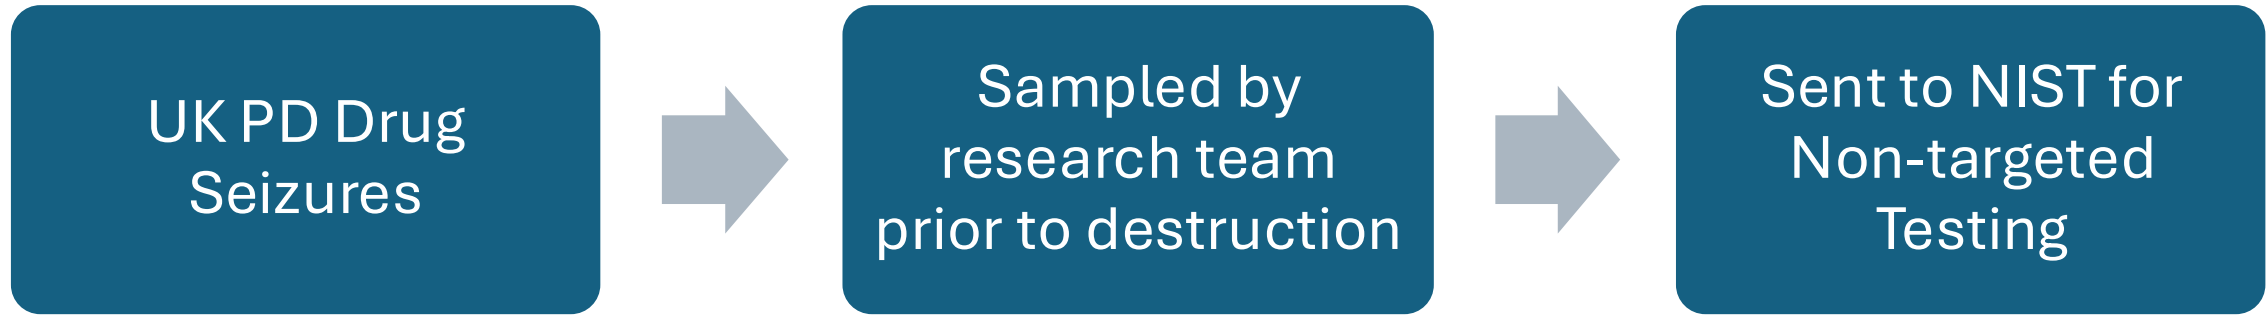 UK PD Drug
Seizures
Sampled by
research team
prior to destruction
Sent to NIST for
Non-targeted
Testing